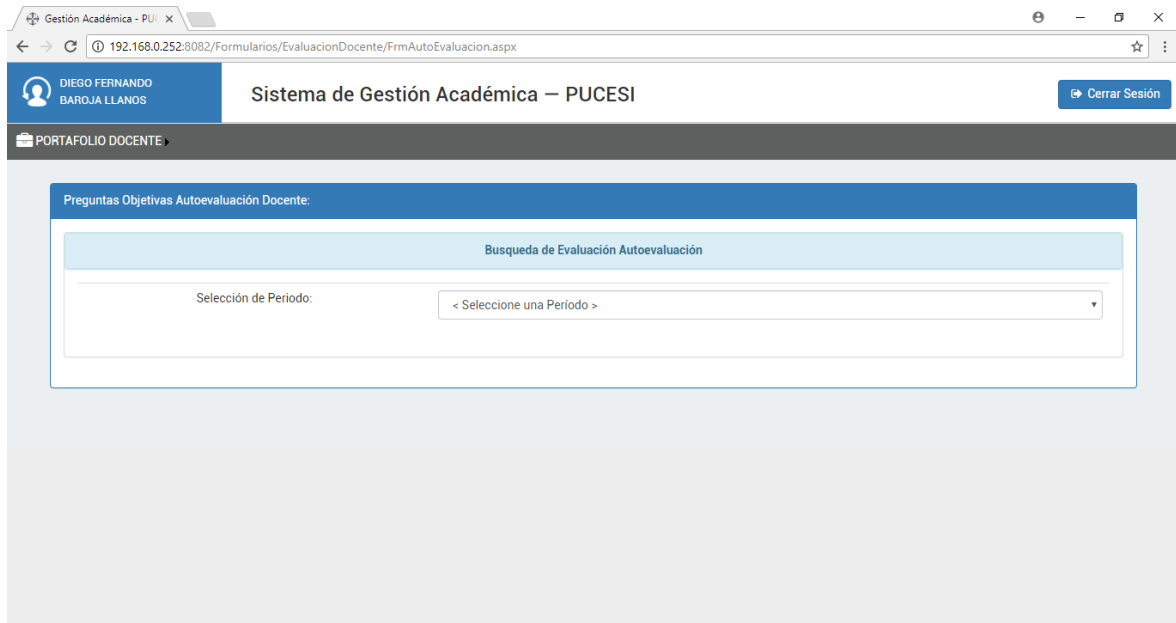 Gestión Académica - PU
192.168.0.252:8082/Formularios/EvaluacionDocente/FrmAutoEvaluacion.aspx
DIEGO FERNANDO
BAROJA LLANOS
Sistema de Gestión Académica — PUCESI
Cerrar Sesión
PORTAFOLIO DOCENTE
Preguntas Objetivas Autoevaluación Docente:
Busqueda de Evaluación Autoevaluación
Selección de Periodo:
< Seleccione una Período >